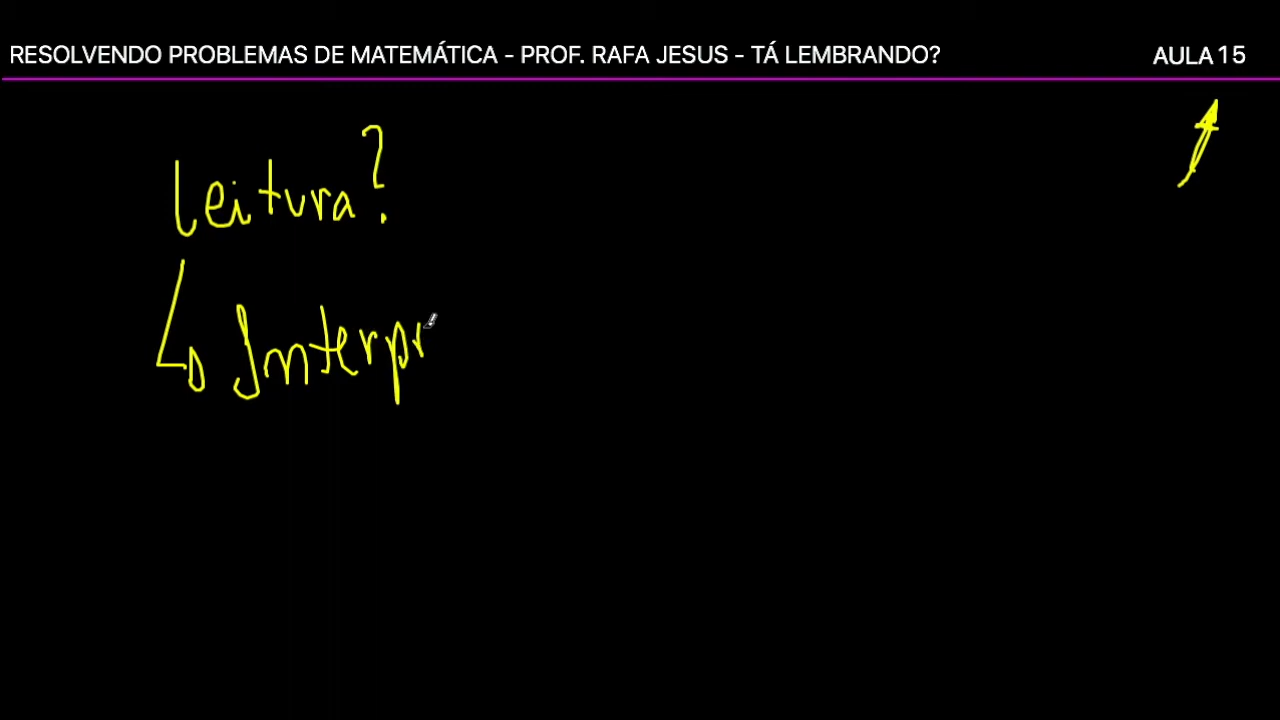 RESOLVENDO PROBLEMAS DE MATEMÁTICA - PROF. RAFA JESUS - TÁ LEMBRANDO?
AULA 15
Leitura?
Interpr